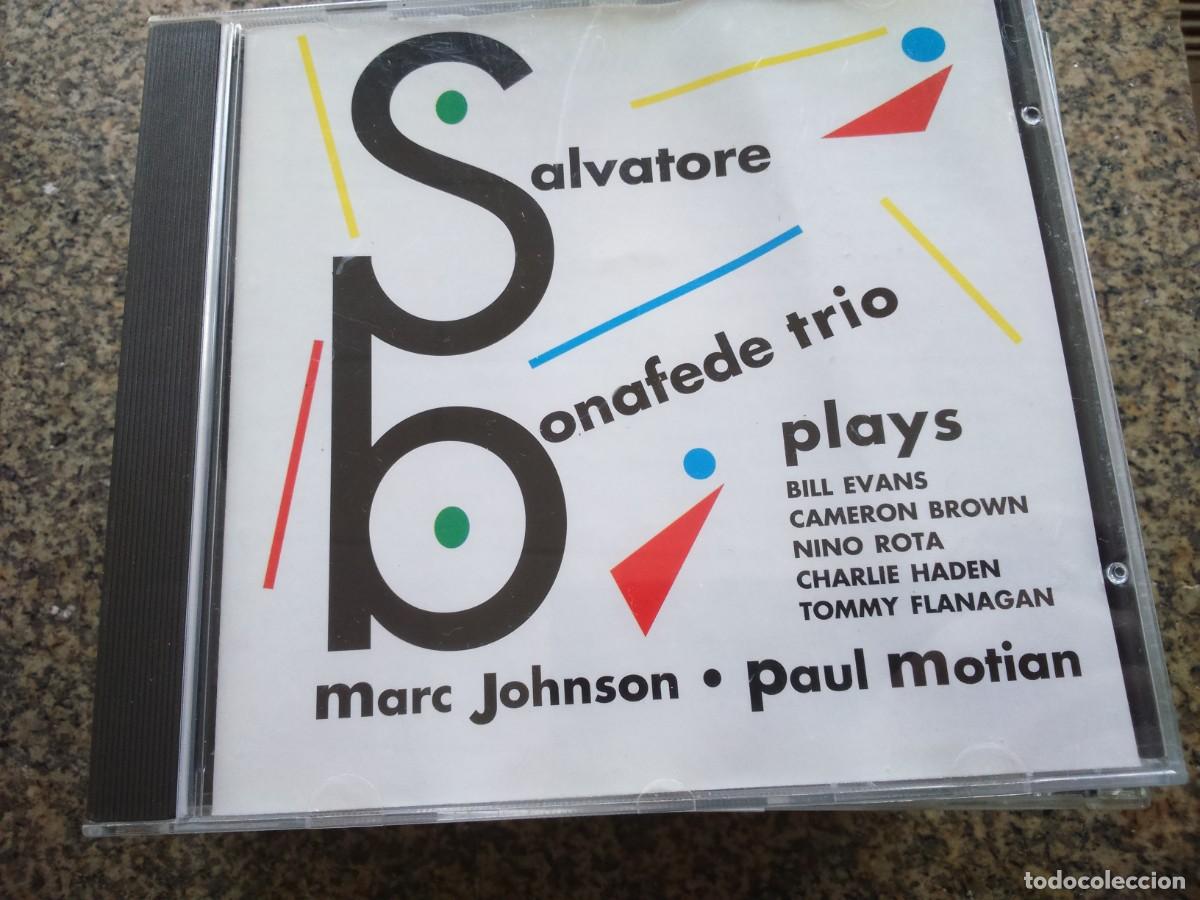 Salvatore
bonafede trio
plays
BILL EVANS
CAMERON BROWN
NINO ROTA
CHARLIE HADEN
TOMMY FLANAGAN
marc Johnson • paul motian
todocoleccion